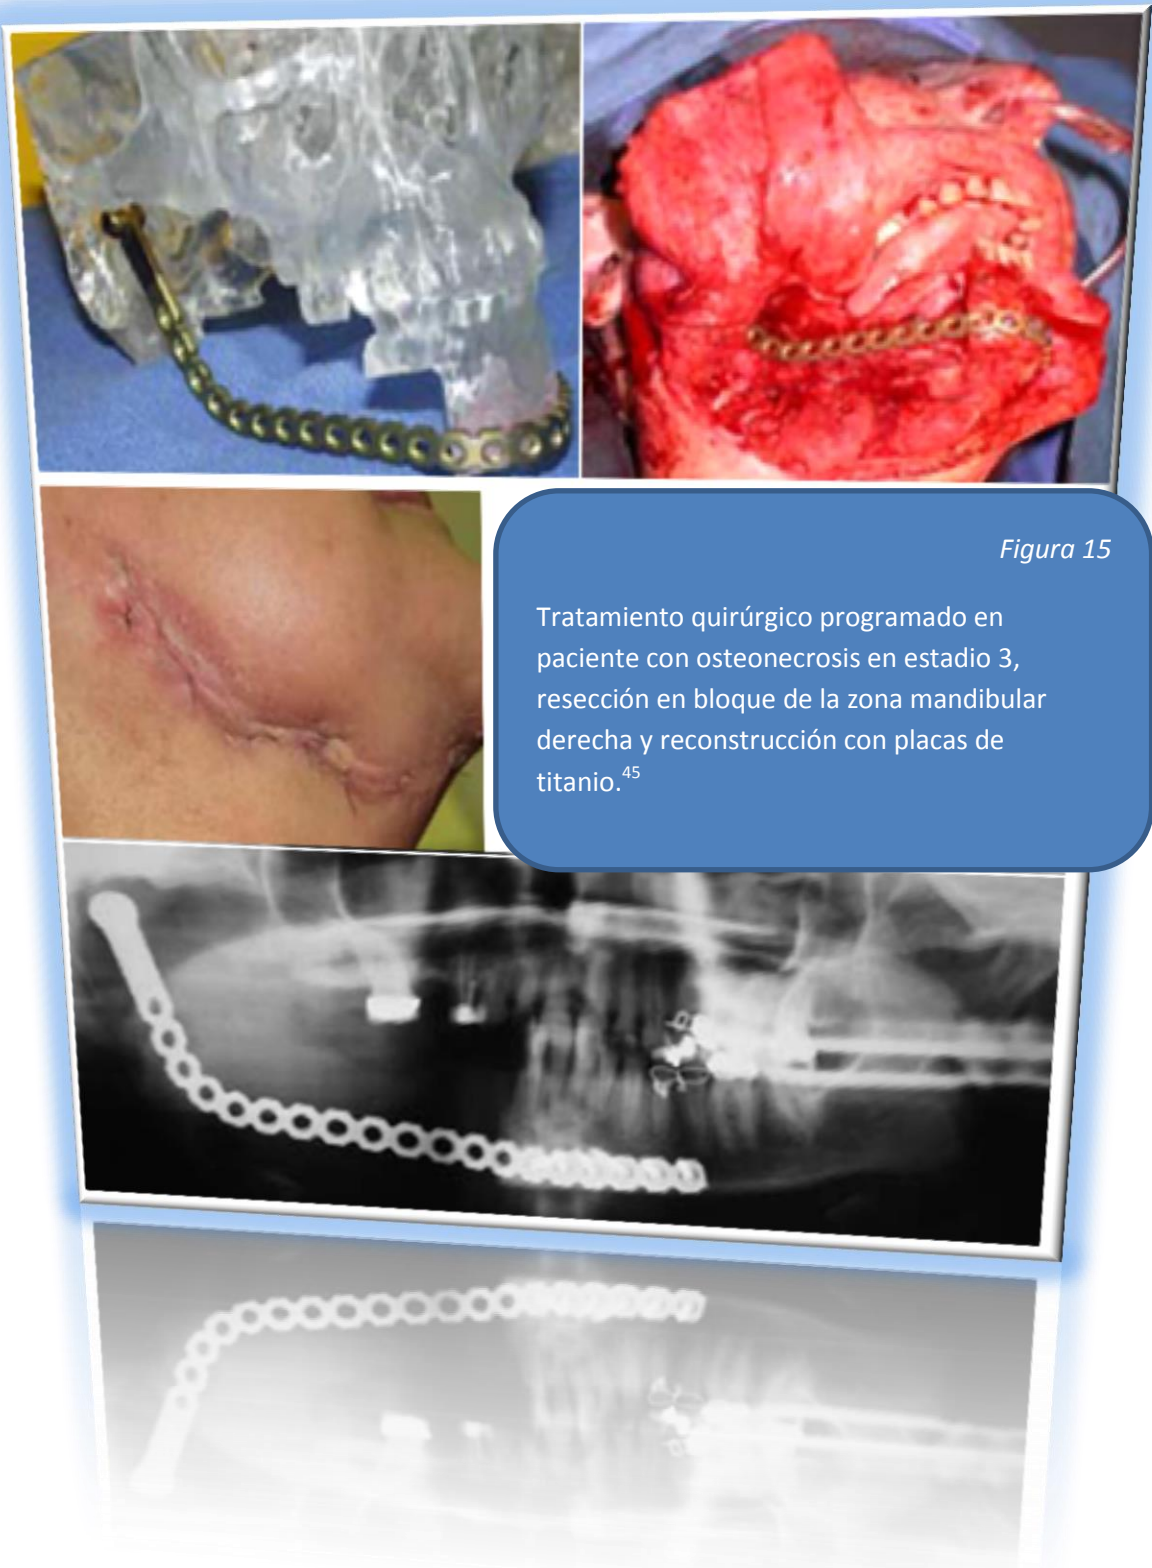 Figura 15
Tratamiento quirúrgico programado en
paciente con osteonecrosis en estadio 3,
resección en bloque de la zona mandibular
derecha y reconstrucción con placas de
titanio.45